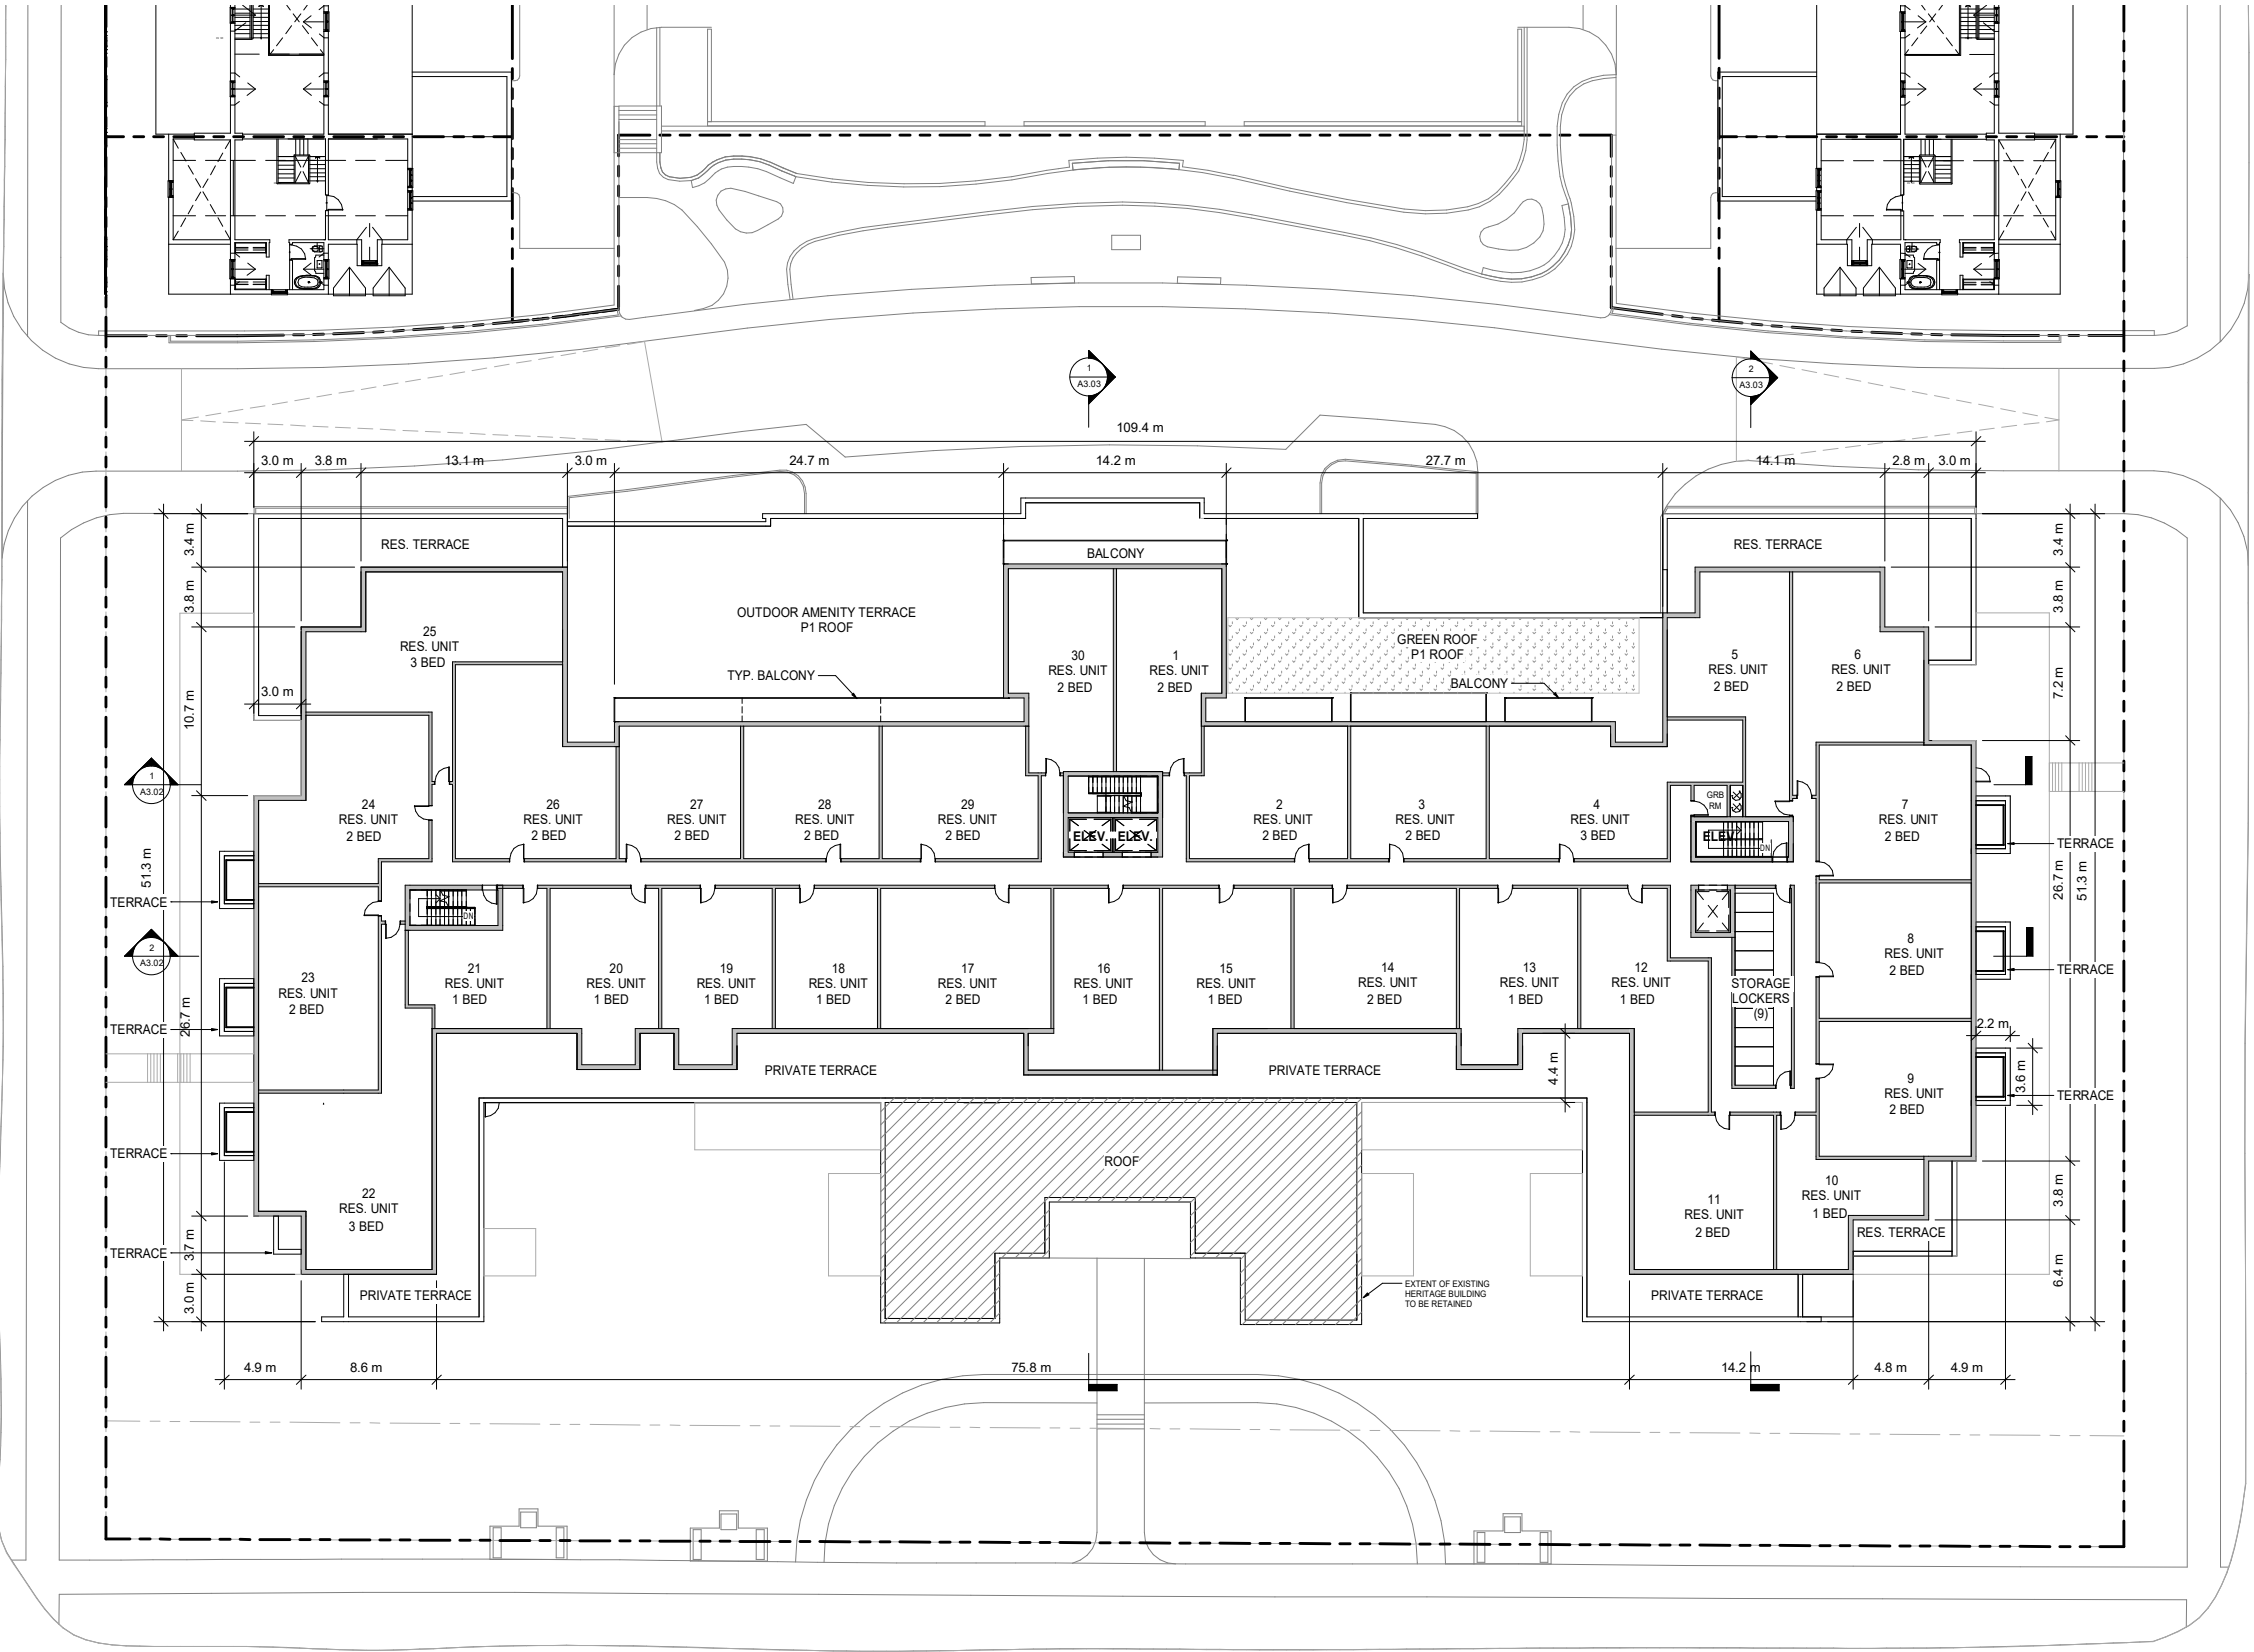 1
A3.03
2
A3.03
109.4 m
3.0 m
3.8 m
13.1 m
3.0 m
24.7 m
14.2 m
27.7 m
14.1 m
2.8 m
3.0 m
3.4 m
3.8 m
10.7 m
51.3 m
26.7 m
3.7 m
3.0 m
3.0 m
RES. TERRACE
OUTDOOR AMENITY TERRACE
P1 ROOF
TYP. BALCONY
BALCONY
GREEN ROOF
P1 ROOF
BALCONY
RES. TERRACE
3.4 m
3.8 m
7.2 m
26.7 m
51.3 m
3.8 m
6.4 m
25
RES. UNIT
3 BED
30
RES. UNIT
2 BED
1
RES. UNIT
2 BED
5
RES. UNIT
2 BED
6
RES. UNIT
2 BED
1
A3.02
2
A3.02
24
RES. UNIT
2 BED
26
RES. UNIT
2 BED
27
RES. UNIT
2 BED
28
RES. UNIT
2 BED
29
RES. UNIT
2 BED
ELEV.
ELEV.
2
RES. UNIT
2 BED
3
RES. UNIT
2 BED
4
RES. UNIT
3 BED
GRB
RM
ELEV.
DN
7
RES. UNIT
2 BED
TERRACE
TERRACE
DN
23
RES. UNIT
2 BED
21
RES. UNIT
1 BED
20
RES. UNIT
1 BED
19
RES. UNIT
1 BED
18
RES. UNIT
1 BED
17
RES. UNIT
2 BED
16
RES. UNIT
1 BED
15
RES. UNIT
1 BED
14
RES. UNIT
2 BED
13
RES. UNIT
1 BED
12
RES. UNIT
1 BED
STORAGE
LOCKERS
(9)
8
RES. UNIT
2 BED
TERRACE
TERRACE
2.2 m
3.6 m
4.4 m
PRIVATE TERRACE
PRIVATE TERRACE
9
RES. UNIT
2 BED
TERRACE
TERRACE
ROOF
22
RES. UNIT
3 BED
11
RES. UNIT
2 BED
10
RES. UNIT
1 BED
RES. TERRACE
TERRACE
PRIVATE TERRACE
EXTENT OF EXISTING
HERITAGE BUILDING
TO BE RETAINED
PRIVATE TERRACE
4.9 m
8.6 m
75.8 m
14.2 m
4.8 m
4.9 m